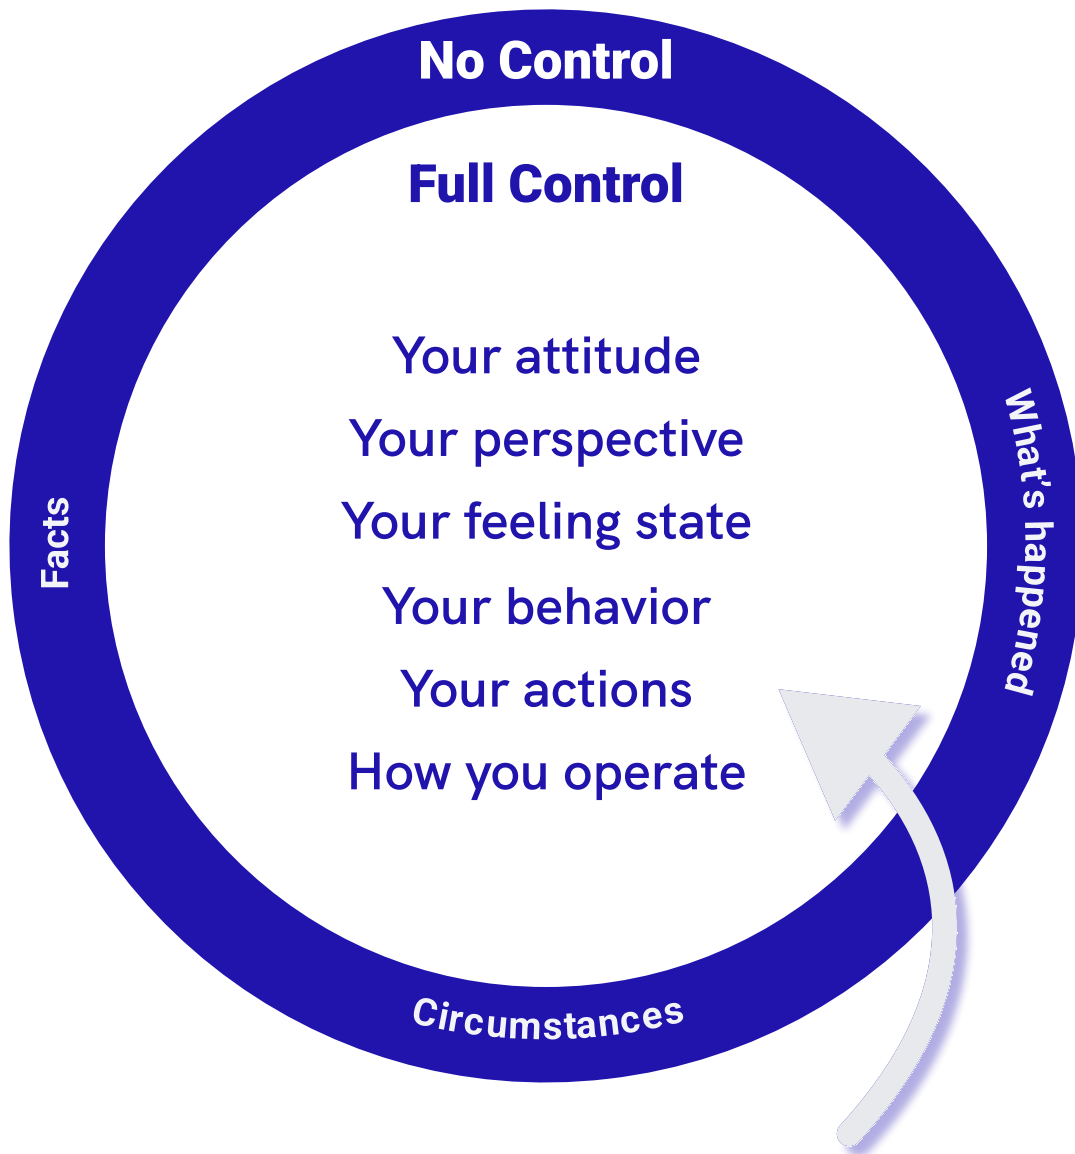 No Control
Full Control
Your attitude
Your perspective
Your feeling state
Your behavior
Your actions
How you operate
Facts
What's happened
Circumstances